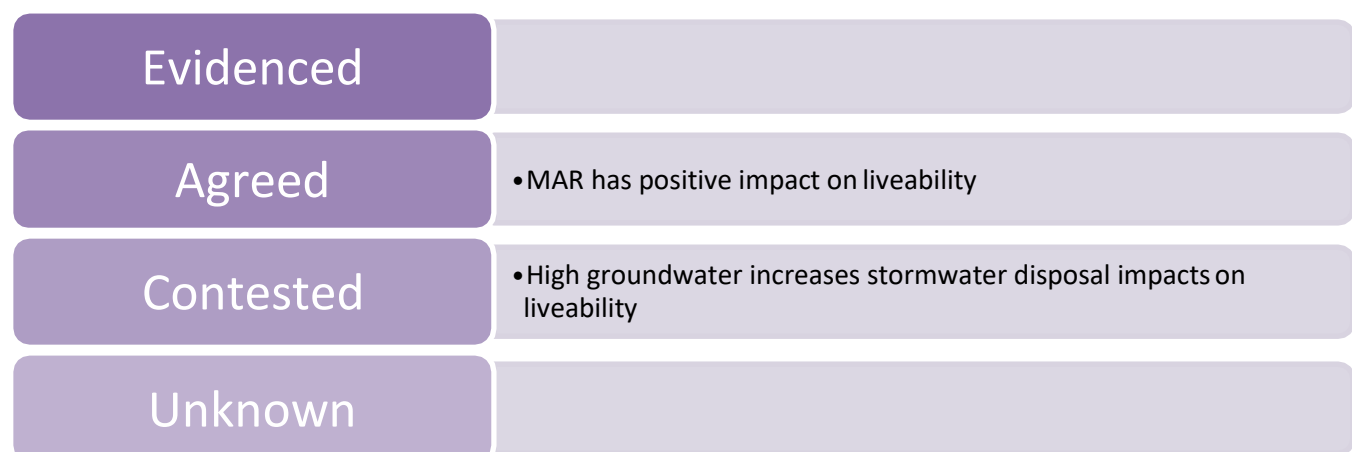 Evidenced
Agreed
•MAR has positive impact on liveability
Contested
•High groundwater increases stormwater disposal impacts on
liveability
Unknown